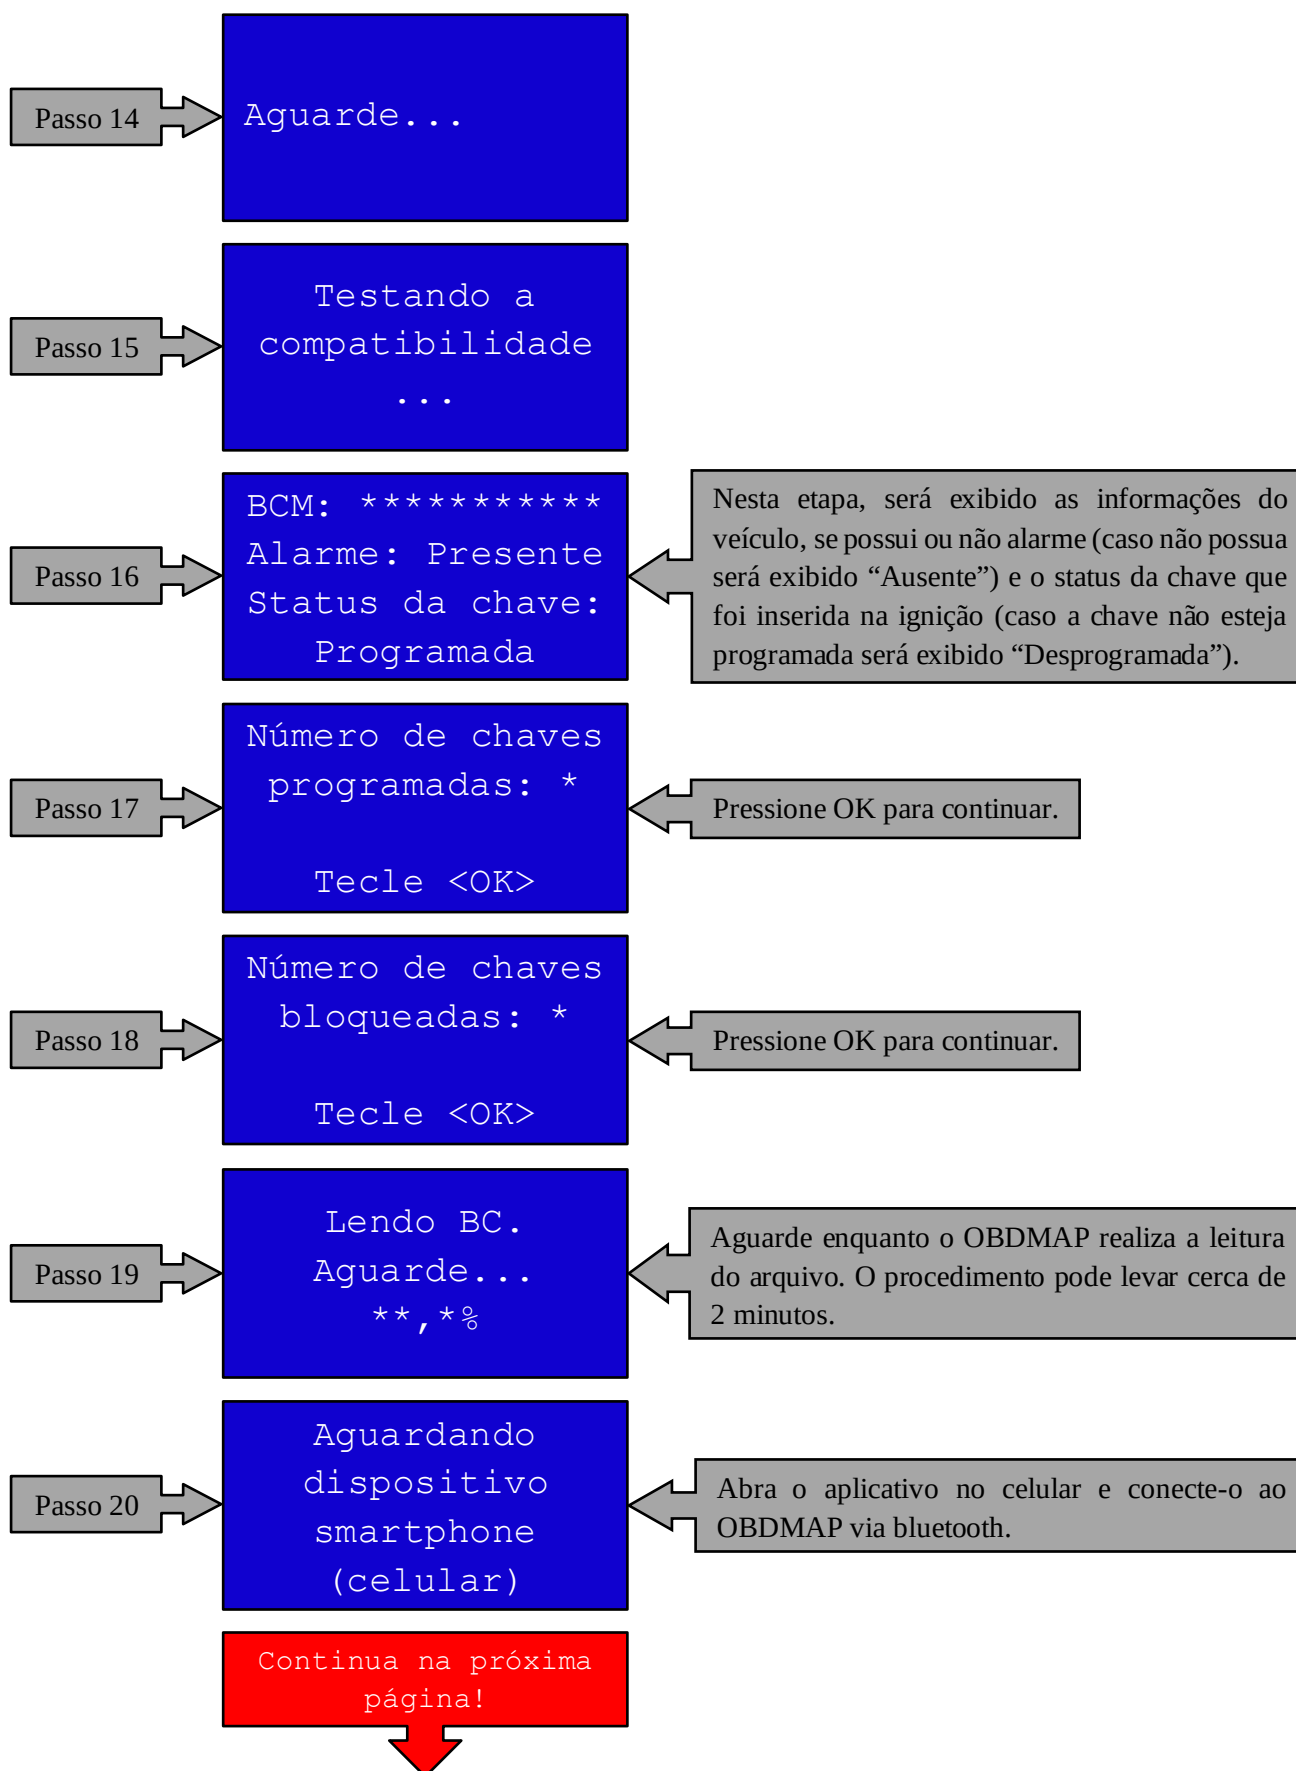 Passo 14
Aguarde...
Passo 15
Testando a
compatibilidade
...
Passo 16
BCM: ***********
Alarme: Presente
Status da chave:
Programada
Nesta etapa, será exibido as informações do
veículo, se possui ou não alarme (caso não possua
será exibido “Ausente”) e o status da chave que
foi inserida na ignição (caso a chave não esteja
programada será exibido “Desprogramada”).
Passo 17
Número de chaves
programadas: *
Tecle <OK>
Pressione OK para continuar.
Passo 18
Número de chaves
bloqueadas: *
Tecle <OK>
Pressione OK para continuar.
Passo 19
Lendo BC.
Aguarde...
**,*%
Aguarde enquanto o OBDMAP realiza a leitura
do arquivo. O procedimento pode levar cerca de
2 minutos.
Passo 20
Aguardando
dispositivo
smartphone
(celular)
Abra o aplicativo no celular e conecte-o ao
OBDMAP via bluetooth.
Continua na próxima
página!